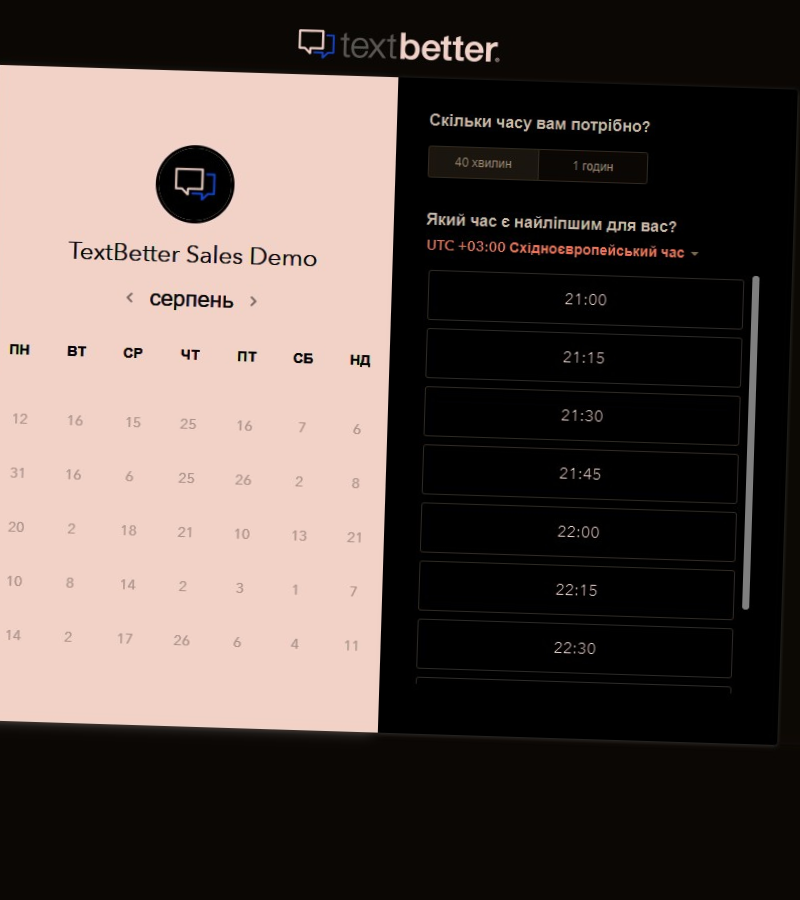 textbetter.
TextBetter Sales Demo
серпень
ПН ВТ СР ЧТ ПТ СБ НД
12 16 15 25 16 7 6
31 16 6 25 26 2 8
20 2 18 21 10 13 21
10 8 14 2 3 1 7
14 2 17 26 6 4 11
Скільки часу вам потрібно?
40 хвилин 1 годин
Який час є найліпшим для вас?
UTC +03:00 Східноєвропейський час
21:00
21:15
21:30
21:45
22:00
22:15
22:30